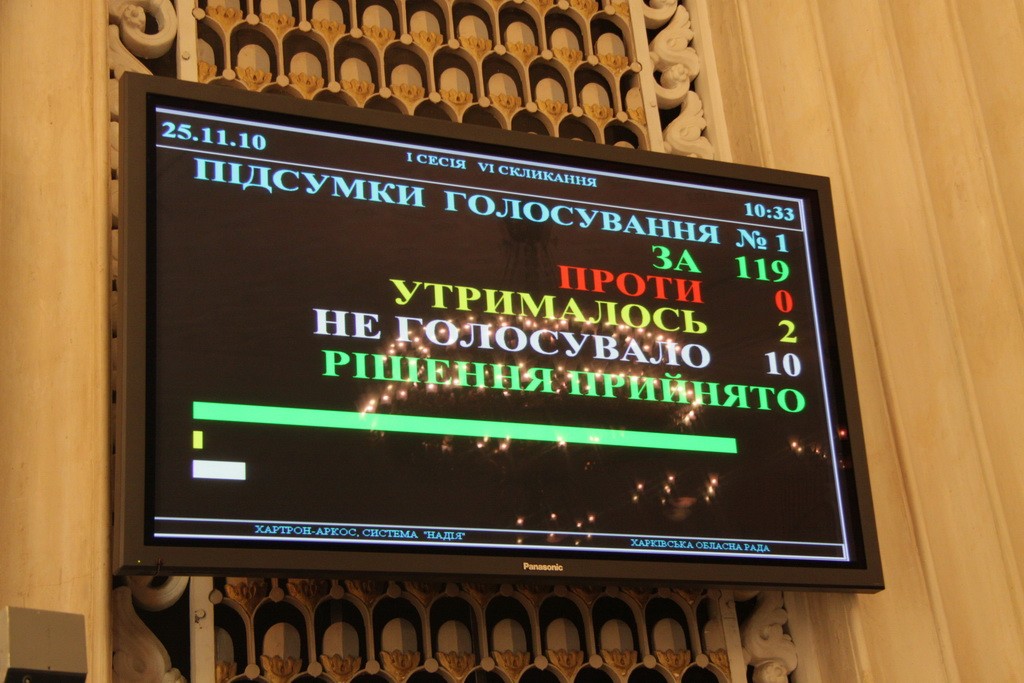 25.11.10
І СЕСІЯ VI СКЛИКАННЯ
10:33
ПІДСУМКИ ГОЛОСУВАННЯ № 1
ЗА 119
ПРОТИ 0
УТРИМАЛОСЬ 2
НЕ ГОЛОСУВАЛО 10
РІШЕННЯ ПРИЙНЯТО
ХАРТРОН-АРКОС, СИСТЕМА "НАДІЯ"
ХАРКІВСЬКА ОБЛАСНА РАДА
Panasonic